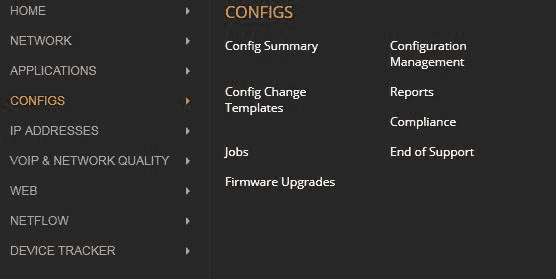 HOME
NETWORK
APPLICATIONS
CONFIGS
IP ADDRESSES
VOIP & NETWORK QUALITY
WEB
NETFLOW
DEVICE TRACKER
CONFIGS
Config Summary
Configuration
Management
Config Change
Templates
Reports
Compliance
Jobs
End of Support
Firmware Upgrades